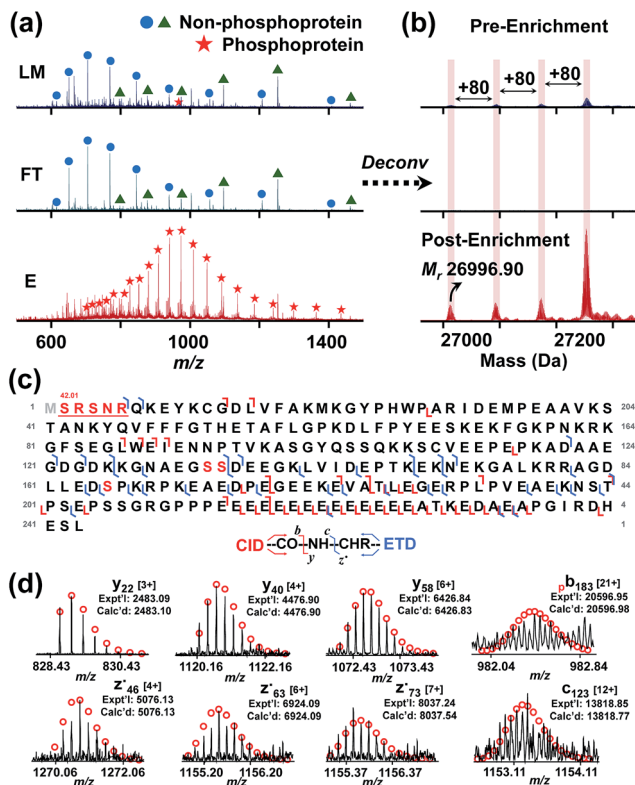 (a)
Non-phosphoprotein
Phosphoprotein
LM
FT
E
600 1000 1400
m/z
Deconv
(b)
Pre-Enrichment
+80 +80 +80
Post-Enrichment
Mr 26996.90
27000 27200
Mass (Da)
(c)
42.01
1 MSRSNRQKEYKCGDLVFAKMKGYPHWPARIDEMPEAAVKS 204
41 TANKYQVFFFGTHETAFLGPKDLFPYEESKEKFGKPNKRK 164
81 GFSEGLWEIENNPTVKASGYQSSQKKSCVEEPEPKADAAE 124
121 GDGDKKGNAEGSSDEEGKLVIDEPTKEKNEKGALKRRAGD 84
161 LLEDSPKRPKEAEDPEGEEKEVATLEGERPLPVEAEKNST 44
201 PSEPSSGRGPPPEEEEEEEEEEEEEEATKEDAEAPGIRDH 4
241 ESL 1
CID CO NH CHR ETD
b c
y z•
(d)
y22 [3+]
Expt'l: 2483.09
Calc'd: 2483.10
828.43 830.43
m/z
y40 [4+]
Expt'l: 4476.90
Calc'd: 4476.90
1120.16 1122.16
m/z
y58 [6+]
Expt'l: 6426.84
Calc'd: 6426.83
1072.43 1073.43
m/z
pb183 [21+]
Expt'l: 20596.95
Calc'd: 20596.98
982.04 982.84
m/z
z•46 [4+]
Expt'l: 5076.13
Calc'd: 5076.13
1270.06 1272.06
m/z
z•63 [6+]
Expt'l: 6924.09
Calc'd: 6924.09
1155.20 1156.20
m/z
z•73 [7+]
Expt'l: 8037.24
Calc'd: 8037.54
1155.37 1156.37
m/z
c123 [12+]
Expt'l: 13818.85
Calc'd: 13818.77
1153.11 1154.11
m/z